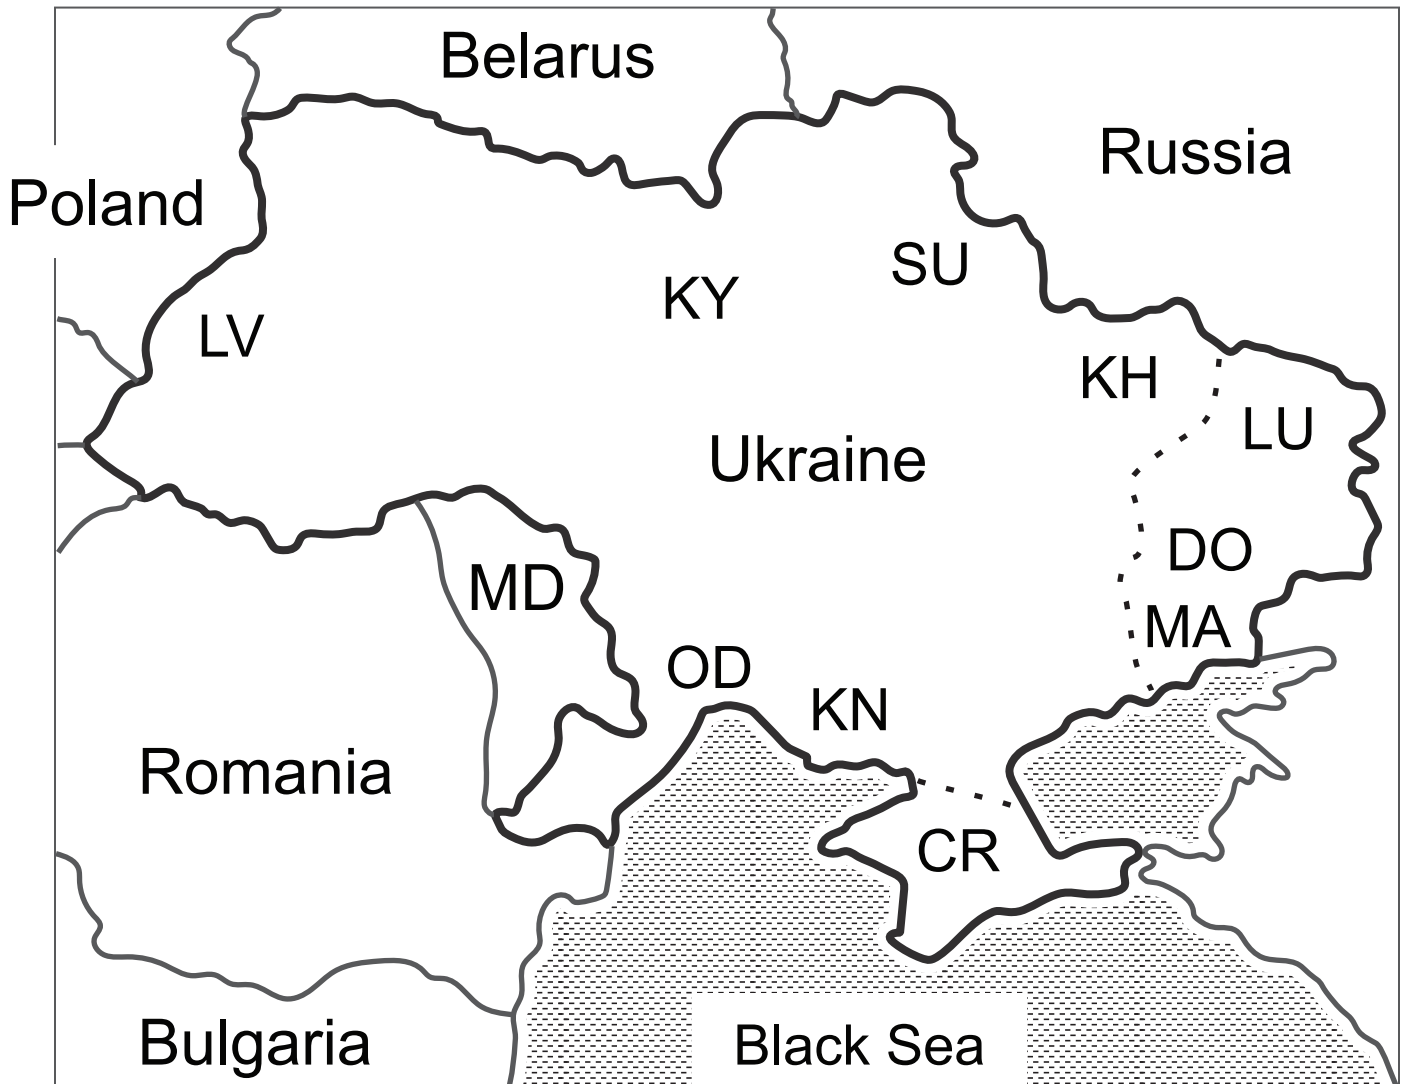 Belarus
Russia
Poland
SU
KY
LV
KH
LU
Ukraine
DO
MD
MA
OD
KN
Romania
CR
Bulgaria
Black Sea